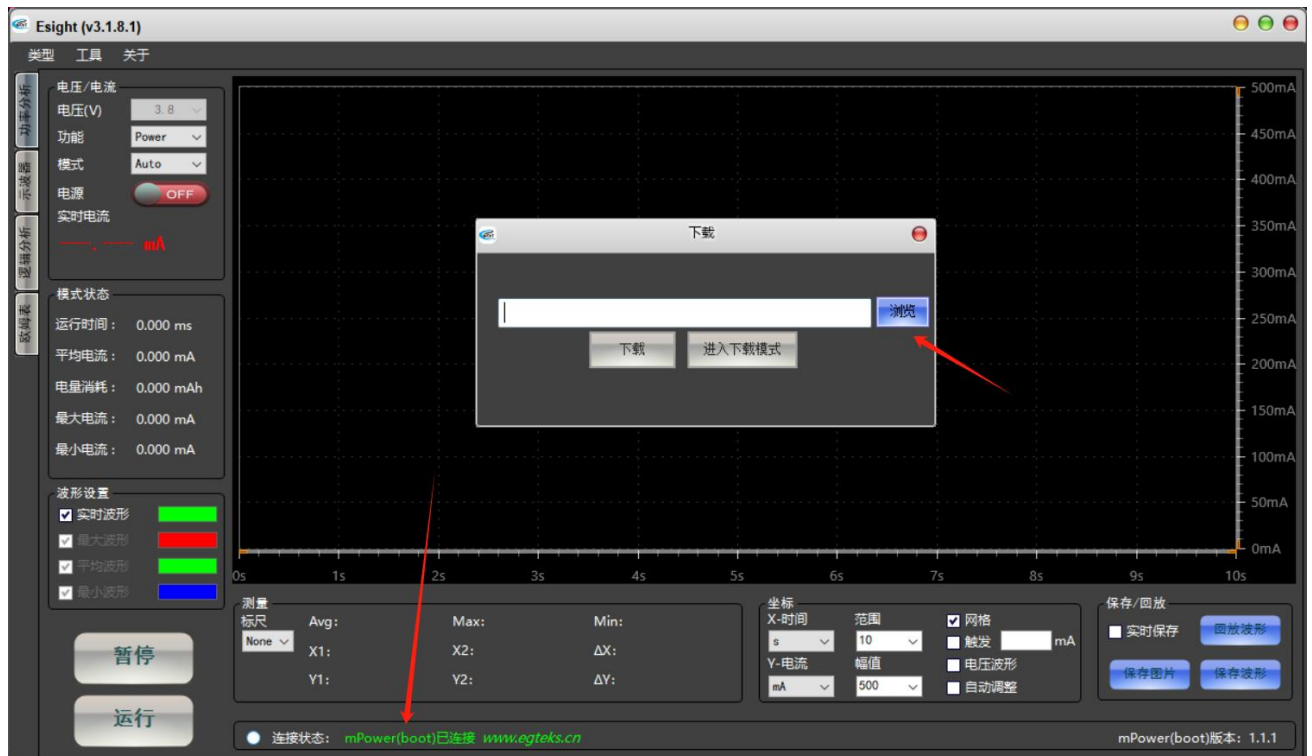 Esight (v3.1.8.1)
类型 工具 关于
功率分析
示波器
逻辑分析
欧姆表
电压/电流
电压(V) 3.8
功能 Power
模式 Auto
电源 OFF
实时电流
---.--- mA
模式状态
运行时间： 0.000 ms
平均电流： 0.000 mA
电量消耗： 0.000 mAh
最大电流： 0.000 mA
最小电流： 0.000 mA
波形设置
实时波形
最大波形
平均波形
最小波形
暂停
运行
500mA
450mA
400mA
350mA
300mA
250mA
200mA
150mA
100mA
50mA
0mA
下载
浏览
下载 进入下载模式
0s 1s 2s 3s 4s 5s 6s 7s 8s 9s 10s
测量
标尺 Avg: Max: Min:
None X1: X2: ΔX:
Y1: Y2: ΔY:
坐标
X-时间 范围 网格
s 10 触发 mA
Y-电流 幅值 电压波形
mA 500 自动调整
保存/回放
实时保存 回放波形
保存图片 保存波形
连接状态: mPower(boot)已连接 www.egteks.cn
mPower(boot)版本: 1.1.1